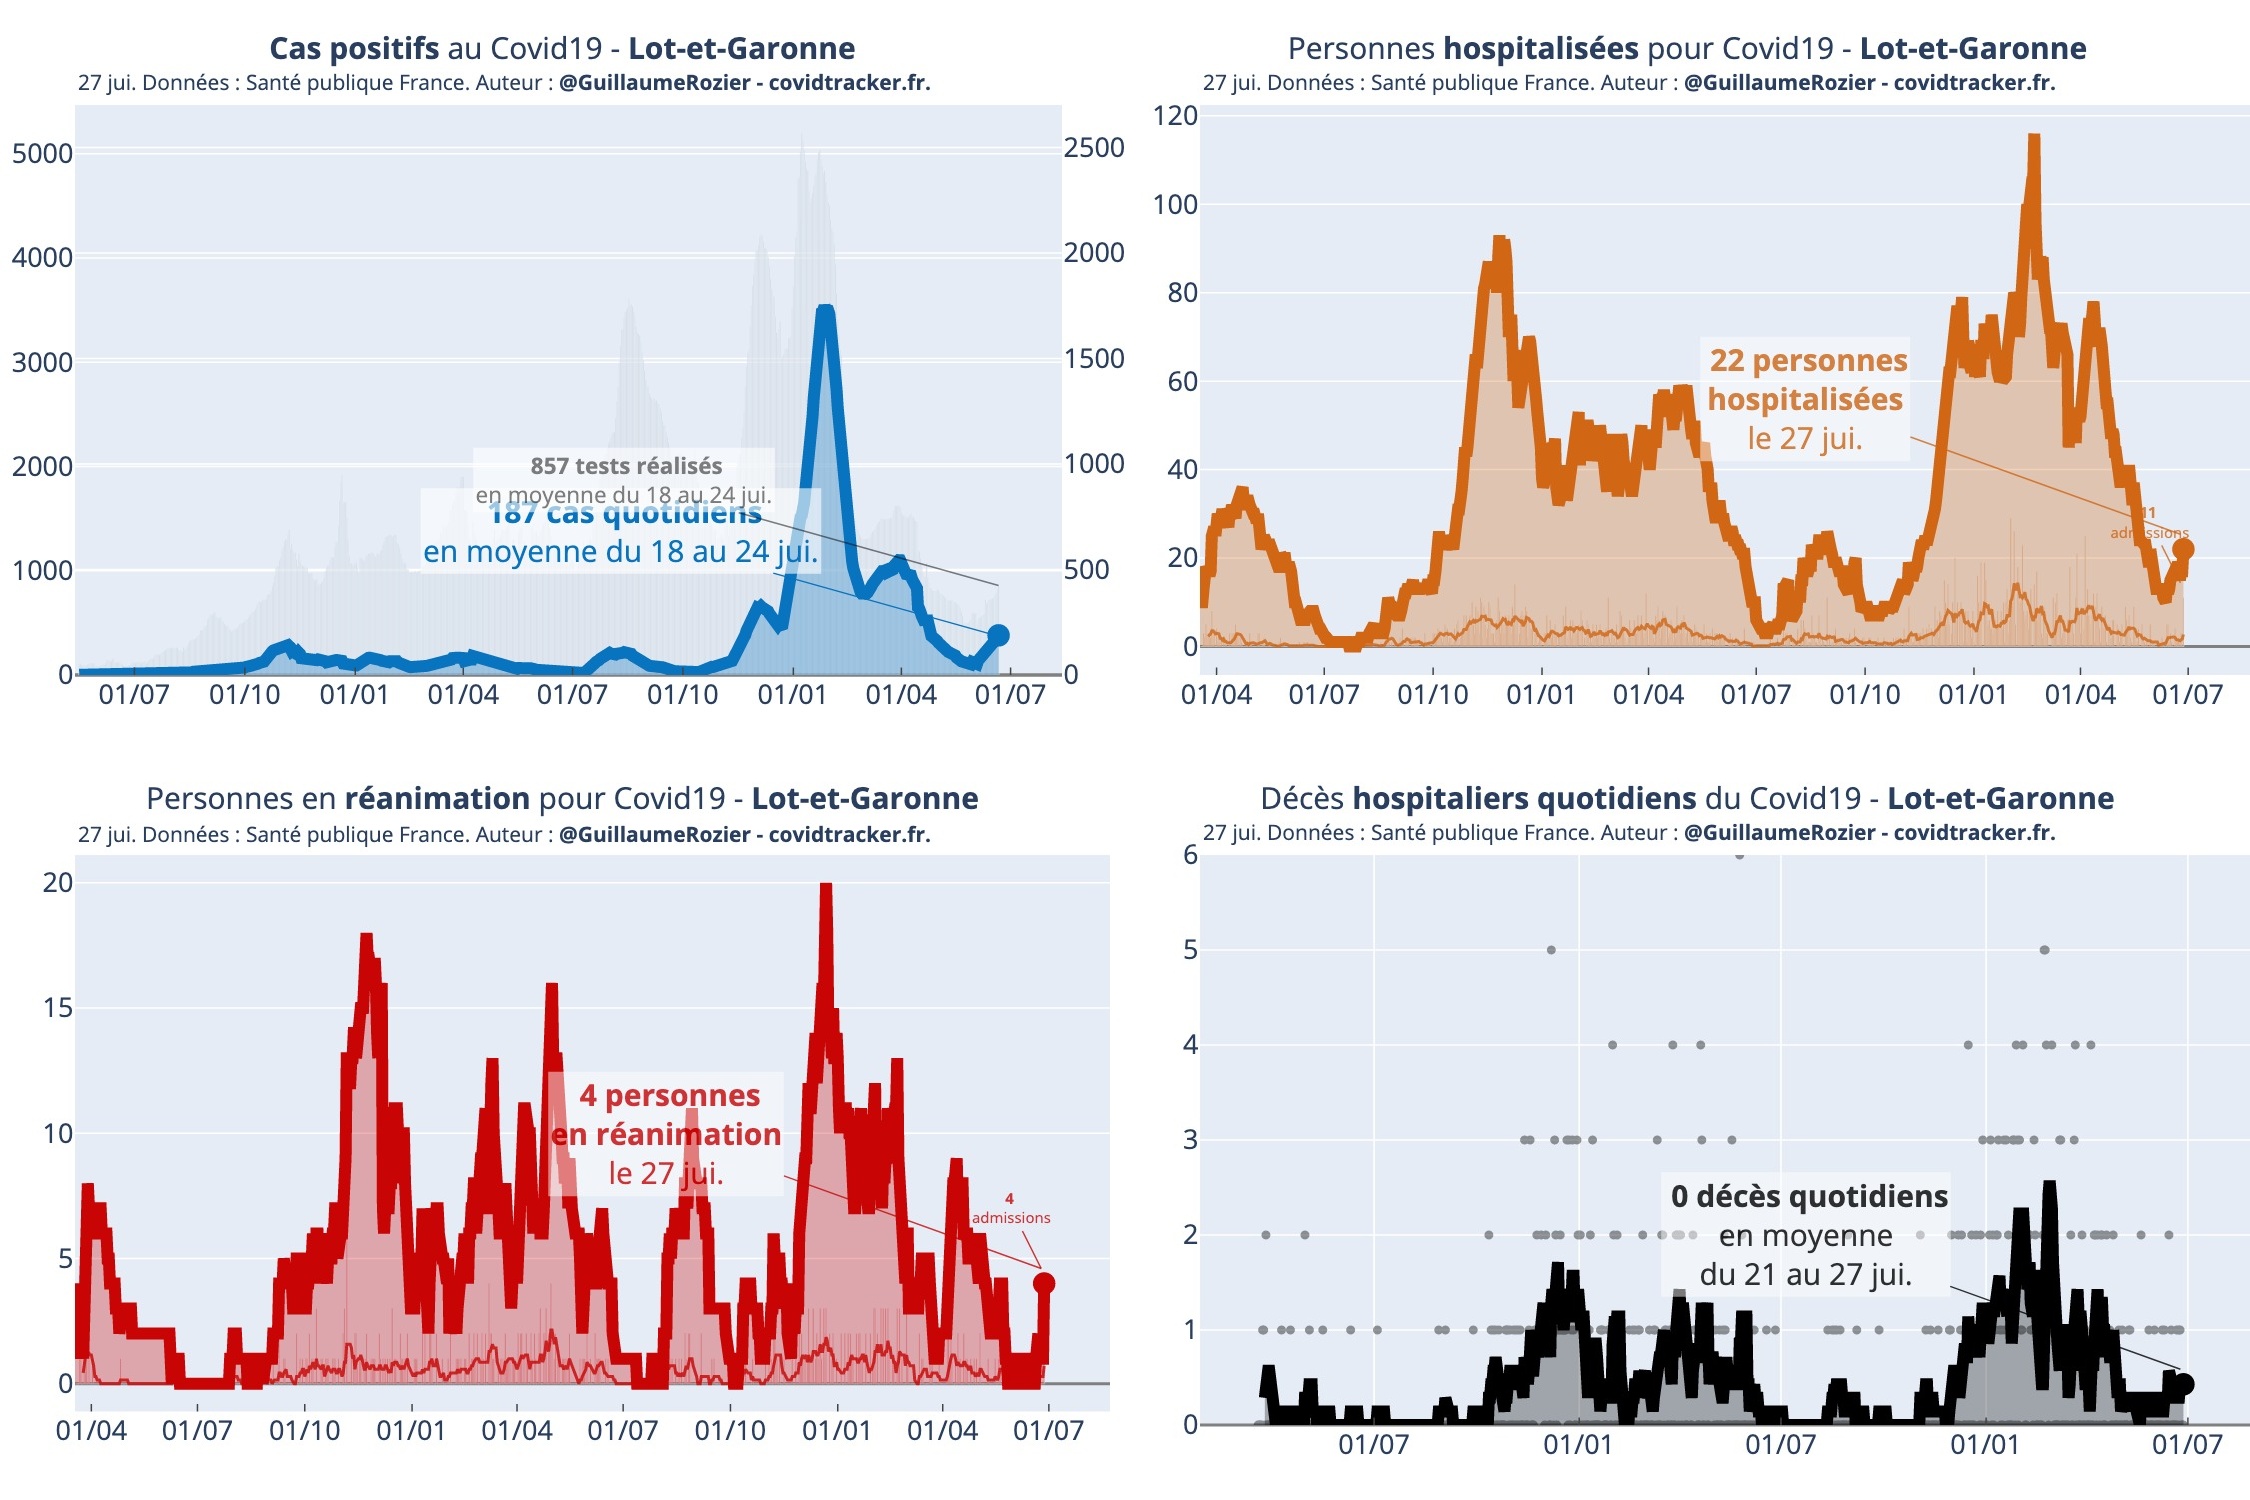 Cas positifs au Covid19 - Lot-et-Garonne
27 jui. Données : Santé publique France. Auteur : @GuillaumeRozier - covidtracker.fr.
5000
4000
3000
2000
1000
0
2500
2000
1500
1000
500
0
857 tests réalisés
en moyenne du 18 au 24 jui.
187 cas quotidiens
en moyenne du 18 au 24 jui.
01/07 01/10 01/01 01/04 01/07 01/10 01/01 01/04 01/07
Personnes hospitalisées pour Covid19 - Lot-et-Garonne
27 jui. Données : Santé publique France. Auteur : @GuillaumeRozier - covidtracker.fr.
120
100
80
60
40
20
0
22 personnes
hospitalisées
le 27 jui.
11
admissions
01/04 01/07 01/10 01/01 01/04 01/07 01/10 01/01 01/04 01/07
Personnes en réanimation pour Covid19 - Lot-et-Garonne
27 jui. Données : Santé publique France. Auteur : @GuillaumeRozier - covidtracker.fr.
20
15
10
5
0
4 personnes
en réanimation
le 27 jui.
4
admissions
01/04 01/07 01/10 01/01 01/04 01/07 01/10 01/01 01/04 01/07
Décès hospitaliers quotidiens du Covid19 - Lot-et-Garonne
27 jui. Données : Santé publique France. Auteur : @GuillaumeRozier - covidtracker.fr.
6
5
4
3
2
1
0
0 décès quotidiens
en moyenne
du 21 au 27 jui.
01/07 01/01 01/07 01/01 01/07